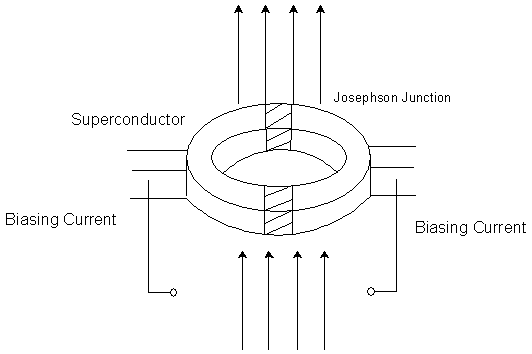 Josephson Junction
Superconductor
Biasing Current
Biasing Current